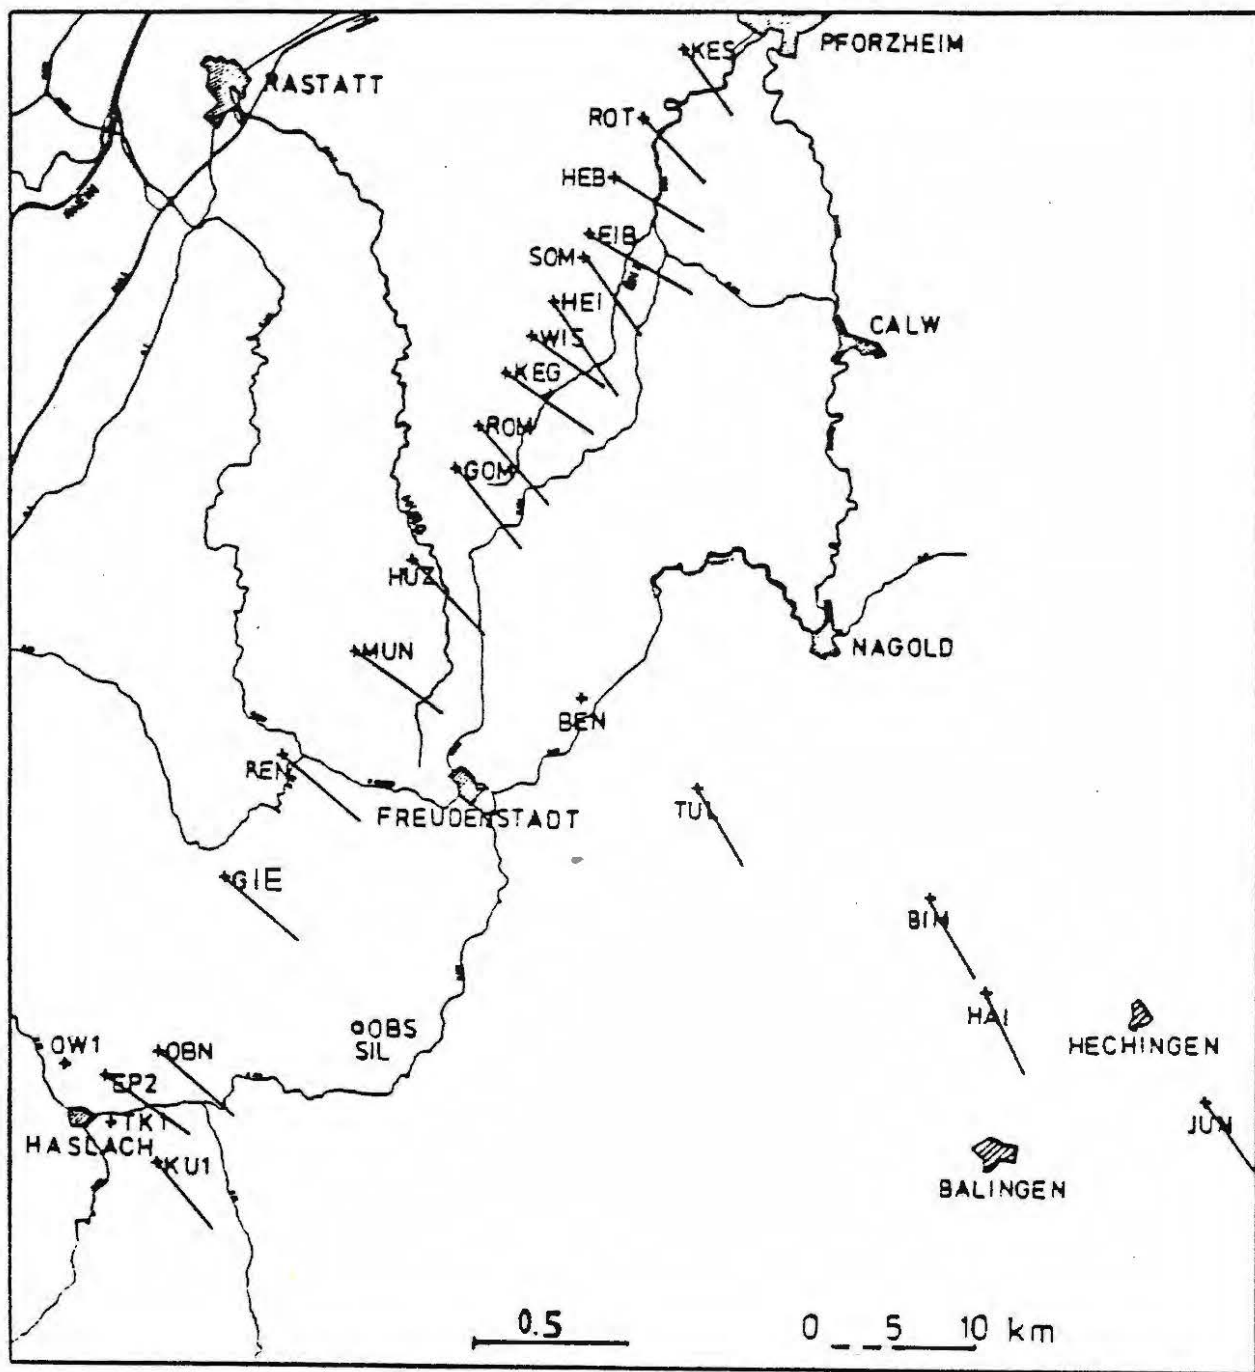 PFORZHEIM
+KES
RASTATT
ROT+
HEB+
+EIB
SOM+
+HEI
CALW
+WIS
+KEG
+ROM
+GOM
MURG
HUZ
+MUN
NAGOLD
BEN
REN
FREUDENSTADT
TUL
+GIE
BIH
HAI
OBS
SIL
HECHINGEN
OW1
+OBN
EP2
+TK1
HASLACH
+KU1
JUN
BALINGEN
0.5
0 5 10 km